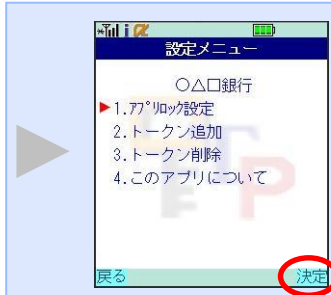 設定メニュー
○△□銀行
1.ｱﾌﾟﾘﾛｯｸ設定
2.トークン追加
3.トークン削除
4.このアプリについて
戻る 決定